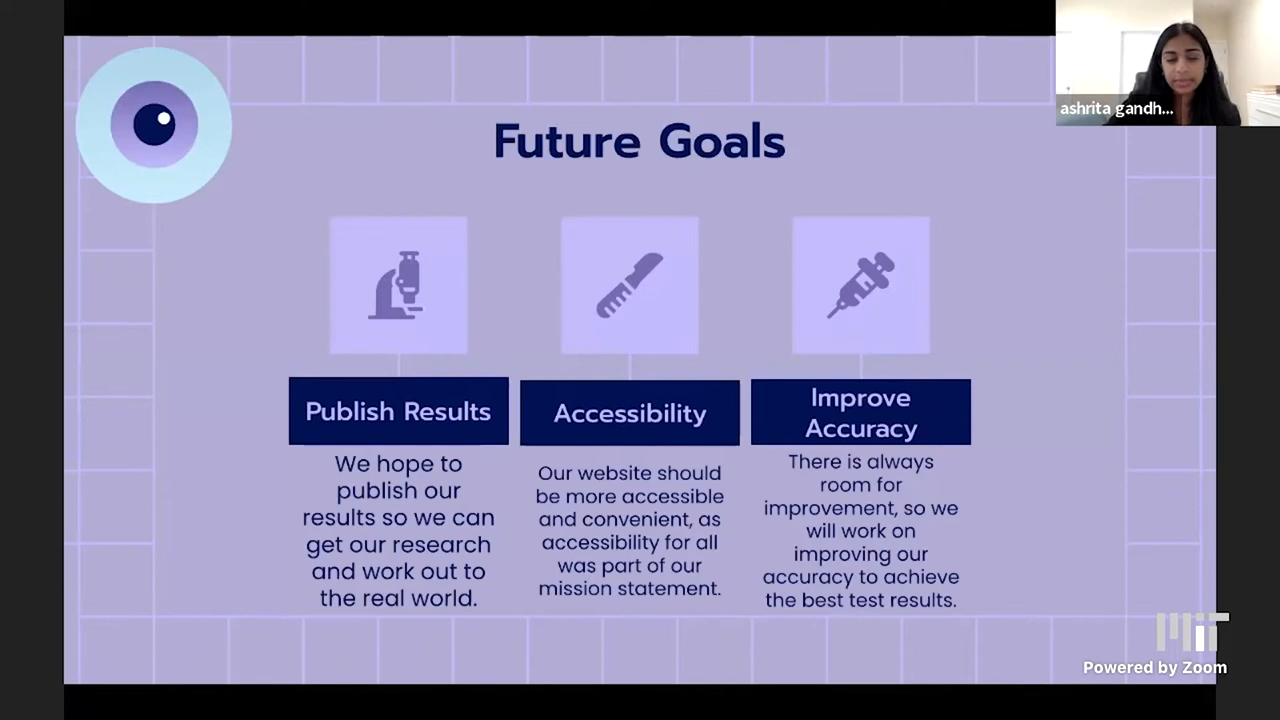 ashrita gandh...
Future Goals
Publish Results
We hope to
publish our
results so we can
get our research
and work out to
the real world.
Accessibility
Our website should
be more accessible
and convenient, as
accessibility for all
was part of our
mission statement.
Improve
Accuracy
There is always
room for
improvement, so we
will work on
improving our
accuracy to achieve
the best test results.
MIT
Powered by Zoom